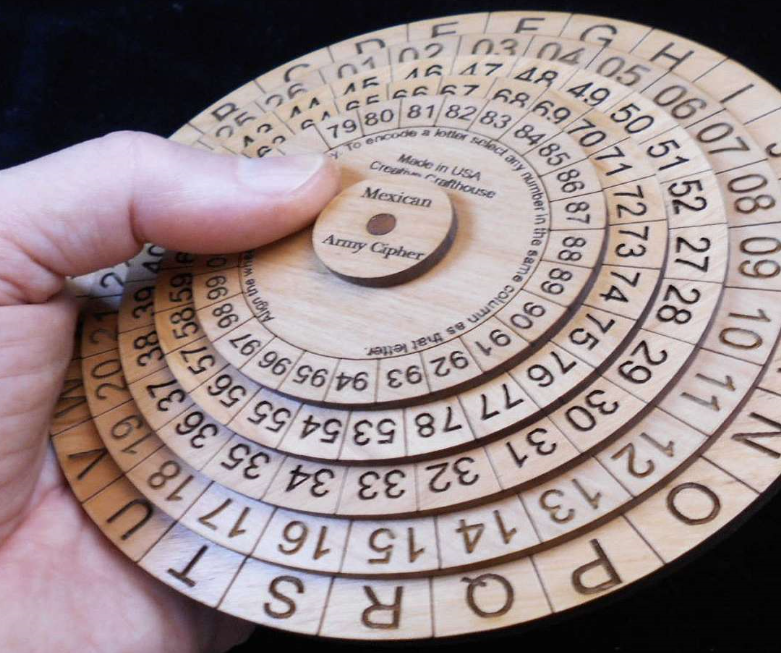 C D E F G H I N O P Q R S T U V
25 26 01 02 03 04 05 06 07 08 09 10 11 12 13 14 15 16 17 18 19 20 21
43 44 45 46 47 48 49 50 51 52 27 28 29 30 31 32 33 34 35 36 37 38 39 40
64 65 66 67 68 69 70 71 72 73 74 75 76 77 78 53 54 55 56 57 58 59
79 80 81 82 83 84 85 86 87 88 89 90 91 92 93 94 95 96 97 98 99
Align the
To encode a letter select any number in the same column as that letter.
Made in USA
Creative Crafthouse
Mexican
Army Cipher